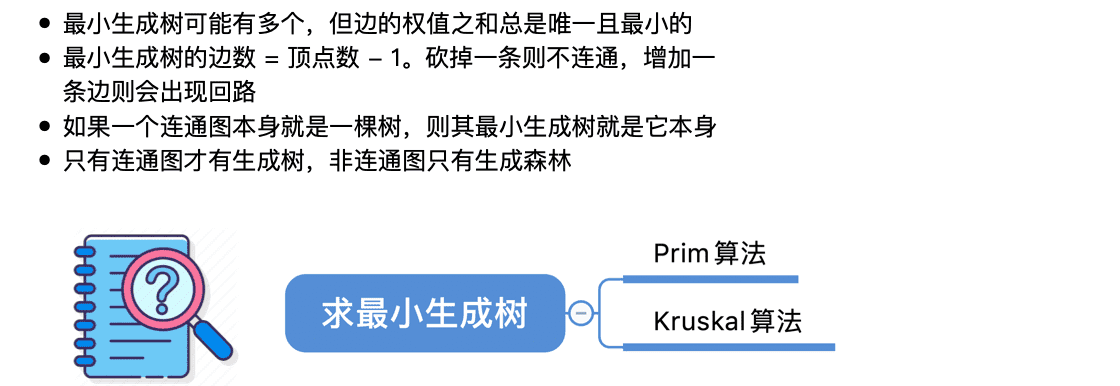 • 最小生成树可能有多个，但边的权值之和总是唯一且最小的
• 最小生成树的边数 = 顶点数 - 1。砍掉一条则不连通，增加一
条边则会出现回路
• 如果一个连通图本身就是一棵树，则其最小生成树就是它本身
• 只有连通图才有生成树，非连通图只有生成森林
?
Prim 算法
求最小生成树
Kruskal 算法